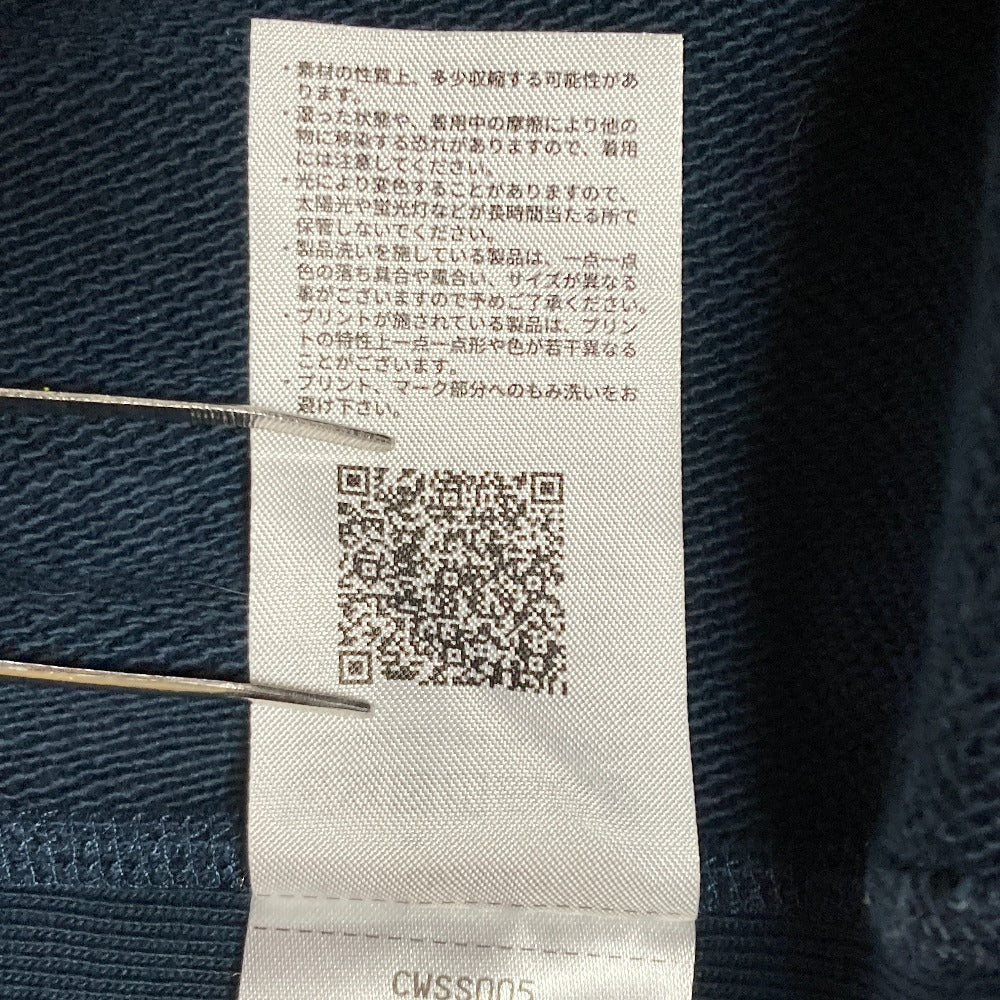 ・素材の性質上、多少収縮する可能性があ
ります。
・湿った状態や、着用中の摩擦により他の
物に移染する恐れがありますので、着用
には注意してください。
・光により変色することがありますので、
太陽光や蛍光灯などが長時間当たる所で
保管しないでください。
・製品洗いを施している製品は、一点一点
色の落ち具合や風合い、サイズが異なる
事がございますので予めご了承ください。
・プリントが施されている製品は、プリン
トの特性上一点一点形や色が若干異なる
ことがございます。
・プリント、マーク部分へのもみ洗いをお
避け下さい。
CWSS005